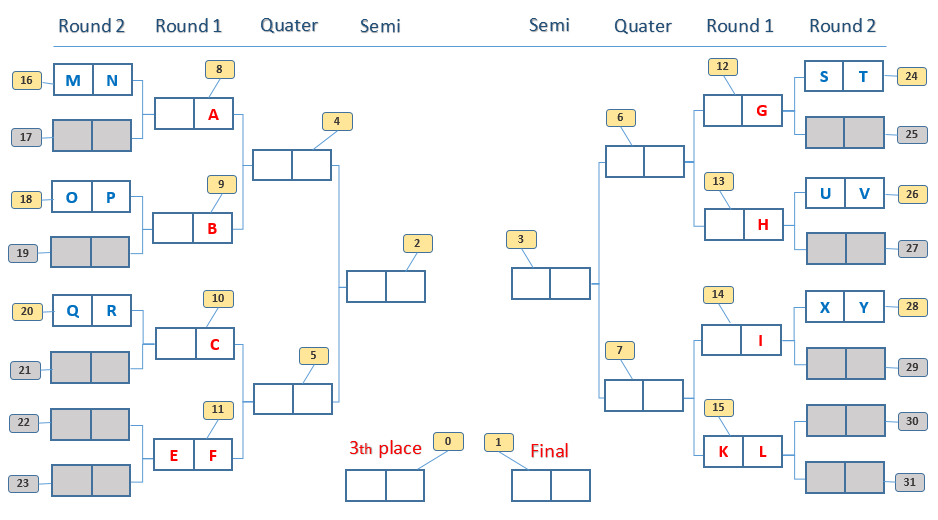 Round 2 Round 1 Quater Semi Semi Quater Round 1 Round 2
8 12
16 M N S T 24
A G
4 6
17 25
9 13
18 O P U V 26
B H
2 3
19 27
10 14
20 Q R X Y 28
C I
5 7
21 29
11 15
22 30
E F K L
3th place 0 1 Final
23 31